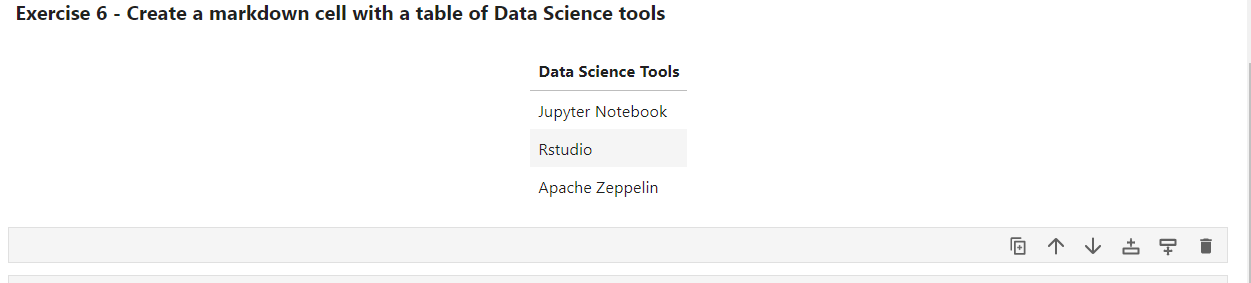 Exercise 6 - Create a markdown cell with a table of Data Science tools
Data Science Tools
Jupyter Notebook
Rstudio
Apache Zeppelin